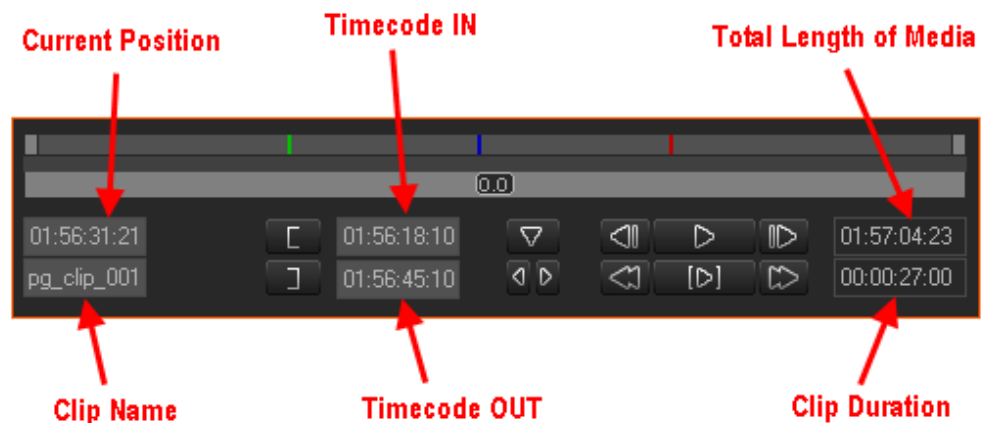 Current Position
Timecode IN
Total Length of Media
0.0
01:56:31:21
[
01:56:18:10
01:57:04:23
pg_clip_001
]
01:56:45:10
[▷]
00:00:27:00
Clip Name
Timecode OUT
Clip Duration